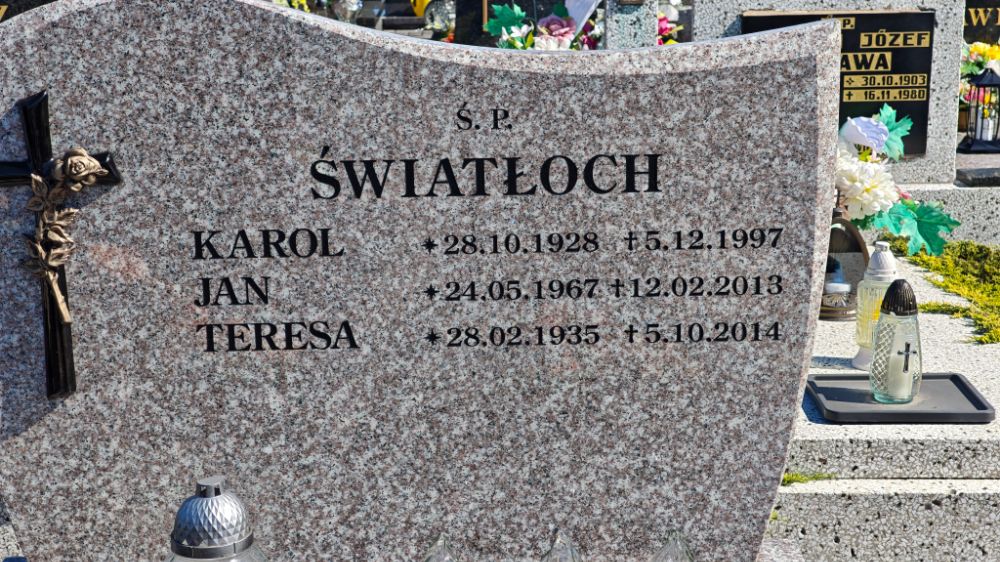 Ś. P.
ŚWIATŁOCH
KAROL ✴28.10.1928 †5.12.1997
JAN ✴24.05.1967 †12.02.2013
TERESA ✴28.02.1935 †5.10.2014
P.
JÓZEF
AWA
✴ 30.10.1903
† 16.11.1980